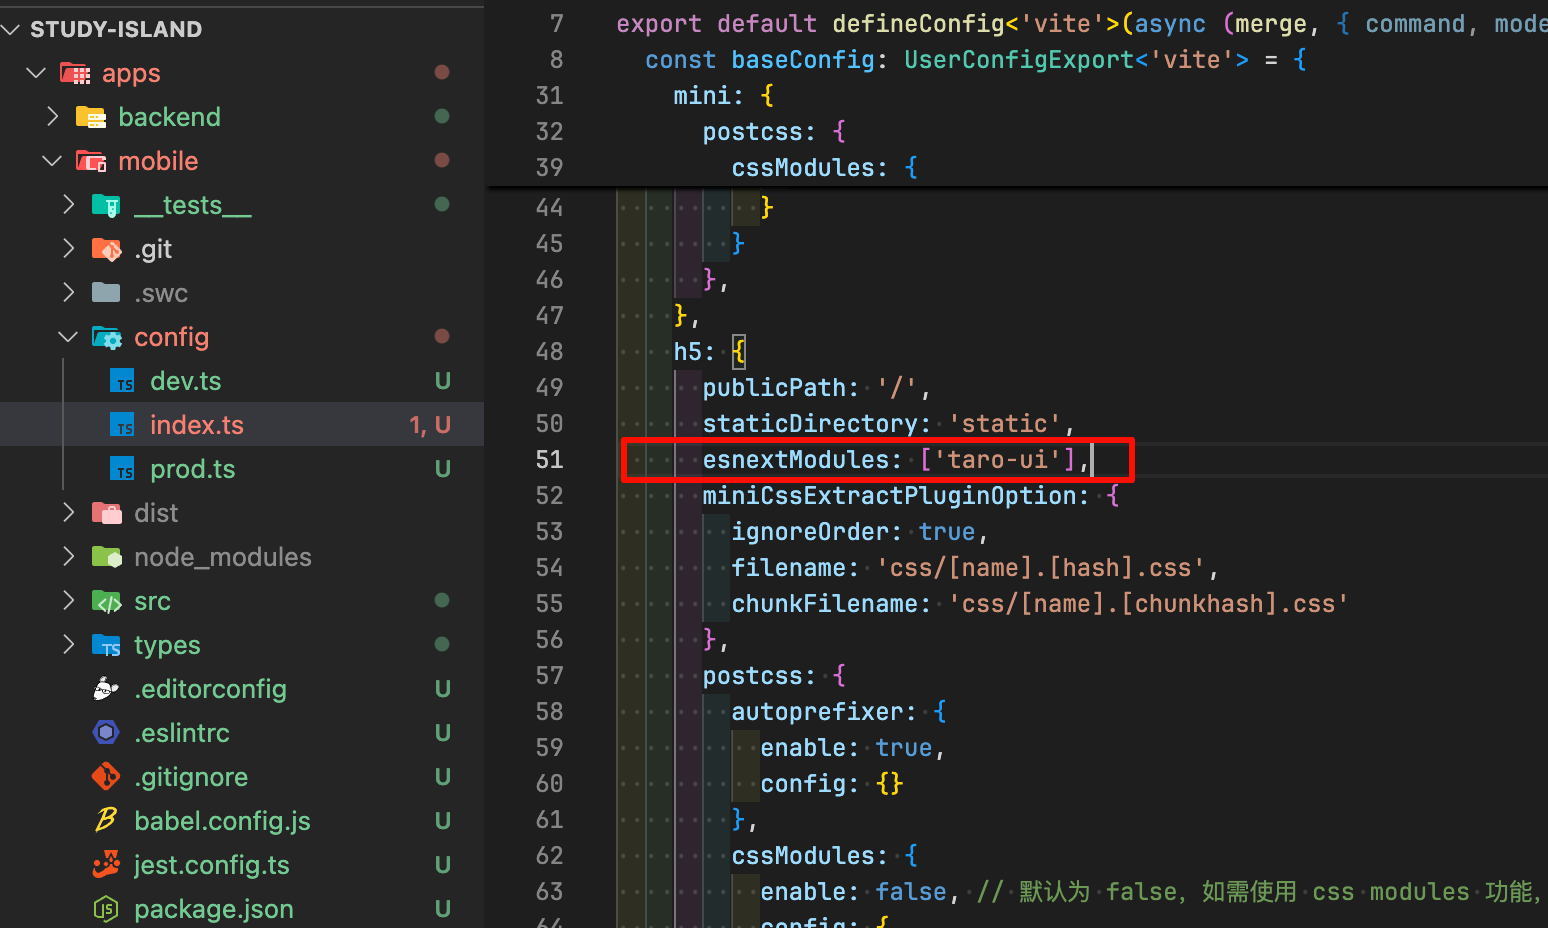 STUDY-ISLAND
apps
backend
mobile
__tests__
.git
.swc
config
dev.ts U
index.ts 1, U
prod.ts U
dist
node_modules
src
types
.editorconfig U
.eslintrc U
.gitignore U
babel.config.js U
jest.config.ts U
package.json U
7 export default defineConfig<'vite'>(async (merge, { command, mode
8 const baseConfig: UserConfigExport<'vite'> = {
31 mini: {
32 postcss: {
39 cssModules: {
44 }
45 }
46 },
47 },
48 h5: {
49 publicPath: '/',
50 staticDirectory: 'static',
51 esnextModules: ['taro-ui'],
52 miniCssExtractPluginOption: {
53 ignoreOrder: true,
54 filename: 'css/[name].[hash].css',
55 chunkFilename: 'css/[name].[chunkhash].css'
56 },
57 postcss: {
58 autoprefixer: {
59 enable: true,
60 config: {}
61 },
62 cssModules: {
63 enable: false, // 默认为 false，如需使用 css modules 功能，
64 config: {